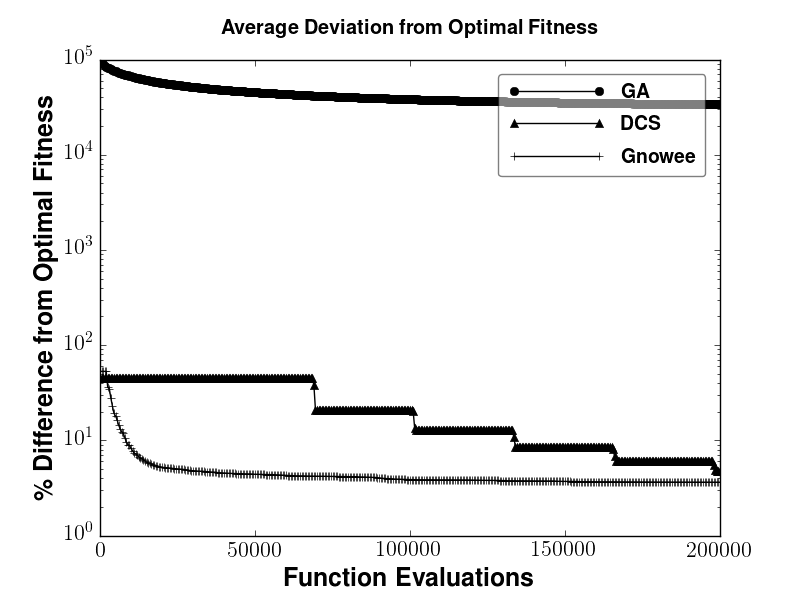 Average Deviation from Optimal Fitness
% Difference from Optimal Fitness
10^5
10^4
10^3
10^2
10^1
10^0
GA
DCS
Gnowee
0 50000 100000 150000 200000
Function Evaluations